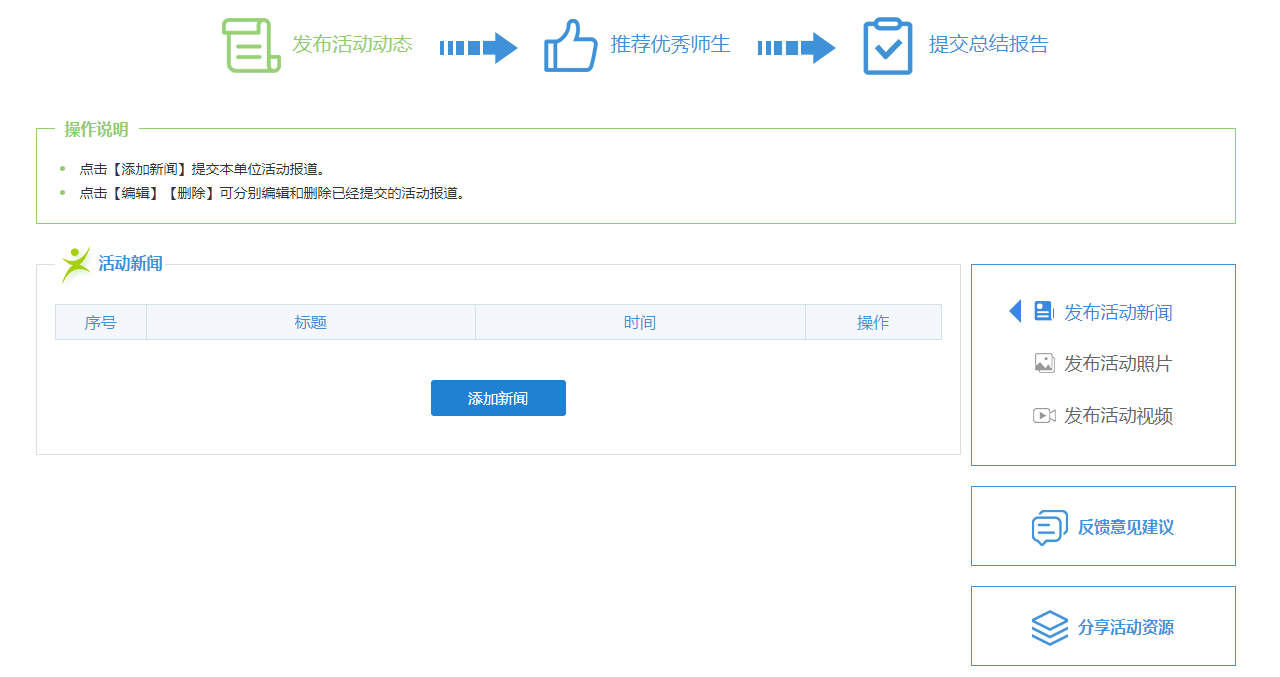 发布活动动态
推荐优秀师生
提交总结报告
操作说明
点击【添加新闻】提交本单位活动报道。
点击【编辑】【删除】可分别编辑和删除已经提交的活动报道。
活动新闻
序号 标题 时间 操作
添加新闻
发布活动新闻
发布活动照片
发布活动视频
反馈意见建议
分享活动资源